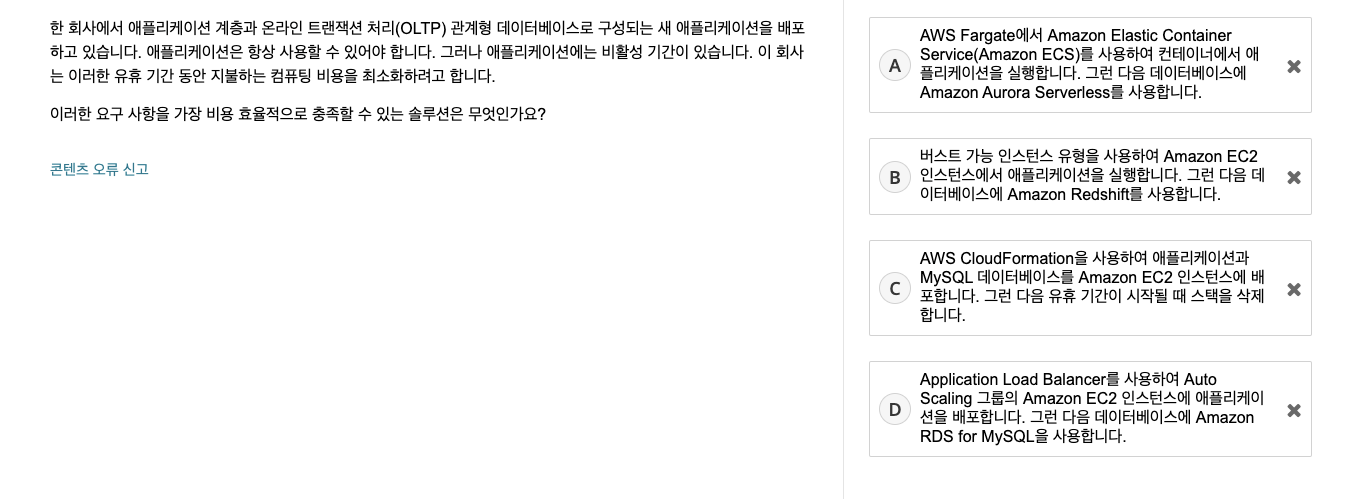 한 회사에서 애플리케이션 계층과 온라인 트랜잭션 처리(OLTP) 관계형 데이터베이스로 구성되는 새 애플리케이션을 배포
하고 있습니다. 애플리케이션은 항상 사용할 수 있어야 합니다. 그러나 애플리케이션에는 비활성 기간이 있습니다. 이 회사
는 이러한 유휴 기간 동안 지불하는 컴퓨팅 비용을 최소화하려고 합니다.
이러한 요구 사항을 가장 비용 효율적으로 충족할 수 있는 솔루션은 무엇인가요?
콘텐츠 오류 신고
A
AWS Fargate에서 Amazon Elastic Container
Service(Amazon ECS)를 사용하여 컨테이너에서 애
플리케이션을 실행합니다. 그런 다음 데이터베이스에
Amazon Aurora Serverless를 사용합니다.
B
버스트 가능 인스턴스 유형을 사용하여 Amazon EC2
인스턴스에서 애플리케이션을 실행합니다. 그런 다음 데
이터베이스에 Amazon Redshift를 사용합니다.
C
AWS CloudFormation을 사용하여 애플리케이션과
MySQL 데이터베이스를 Amazon EC2 인스턴스에 배
포합니다. 그런 다음 유휴 기간이 시작될 때 스택을 삭제
합니다.
D
Application Load Balancer를 사용하여 Auto
Scaling 그룹의 Amazon EC2 인스턴스에 애플리케이
션을 배포합니다. 그런 다음 데이터베이스에 Amazon
RDS for MySQL을 사용합니다.